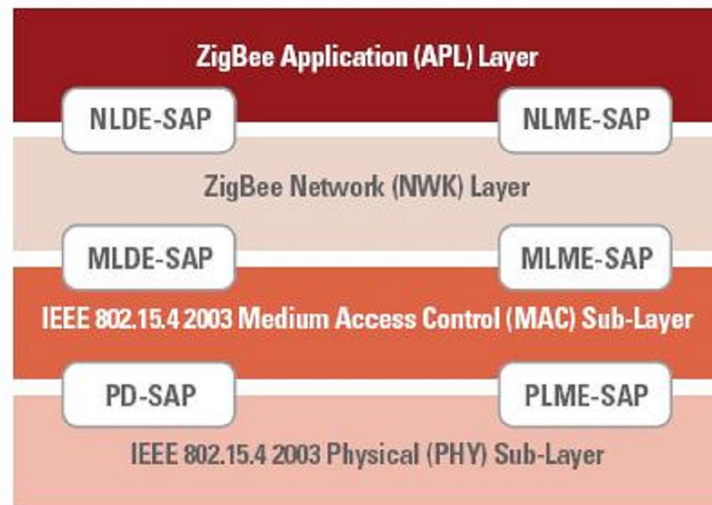 ZigBee Application (APL) Layer
NLDE-SAP
NLME-SAP
ZigBee Network (NWK) Layer
MLDE-SAP
MLME-SAP
IEEE 802.15.4 2003 Medium Access Control (MAC) Sub-Layer
PD-SAP
PLME-SAP
IEEE 802.15.4 2003 Physical (PHY) Sub-Layer